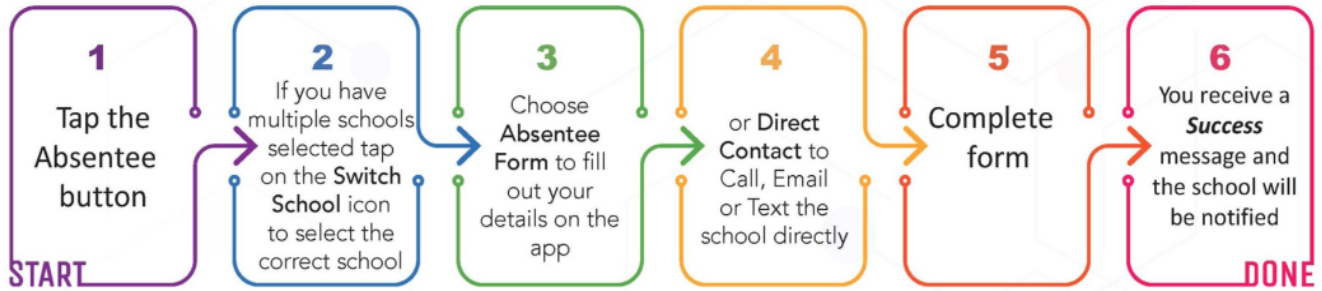 1
Tap the
Absentee
button
START
2
If you have
multiple schools
selected tap
on the Switch
School icon
to select the
correct school
3
Choose
Absentee
Form to fill
out your
details on the
app
4
or Direct
Contact to
Call, Email
or Text the
school directly
5
Complete
form
6
You receive a
Success
message and
the school will
be notified
DONE